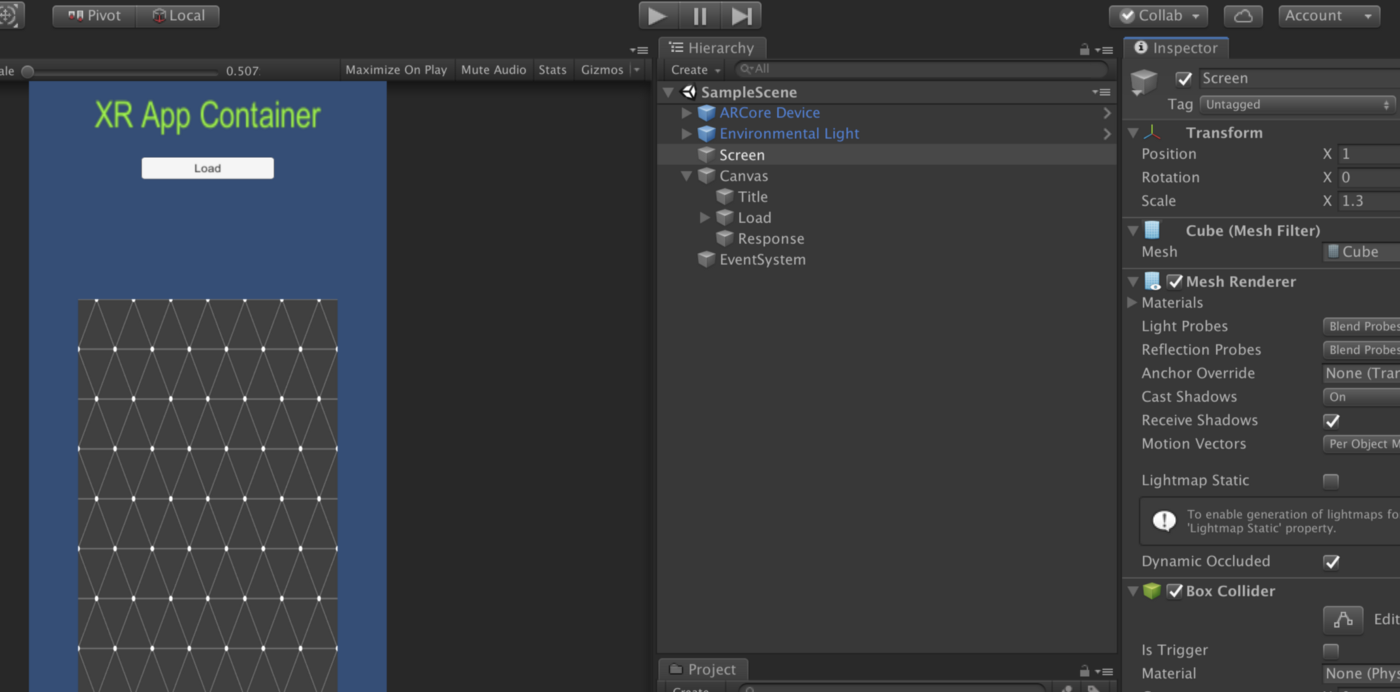 Pivot Local Collab Account
ale 0.507 Maximize On Play Mute Audio Stats Gizmos
XR App Container
Load
Hierarchy
Create All
SampleScene
ARCore Device
Environmental Light
Screen
Canvas
Title
Load
Response
EventSystem
Project
Inspector
Screen
Tag Untagged
Transform
Position X 1
Rotation X 0
Scale X 1.3
Cube (Mesh Filter)
Mesh Cube
Mesh Renderer
Materials
Light Probes Blend Probes
Reflection Probes Blend Probes
Anchor Override None (Tran
Cast Shadows On
Receive Shadows
Motion Vectors Per Object M
Lightmap Static
To enable generation of lightmaps fo
'Lightmap Static' property.
Dynamic Occluded
Box Collider
Edit
Is Trigger
Material None (Phys